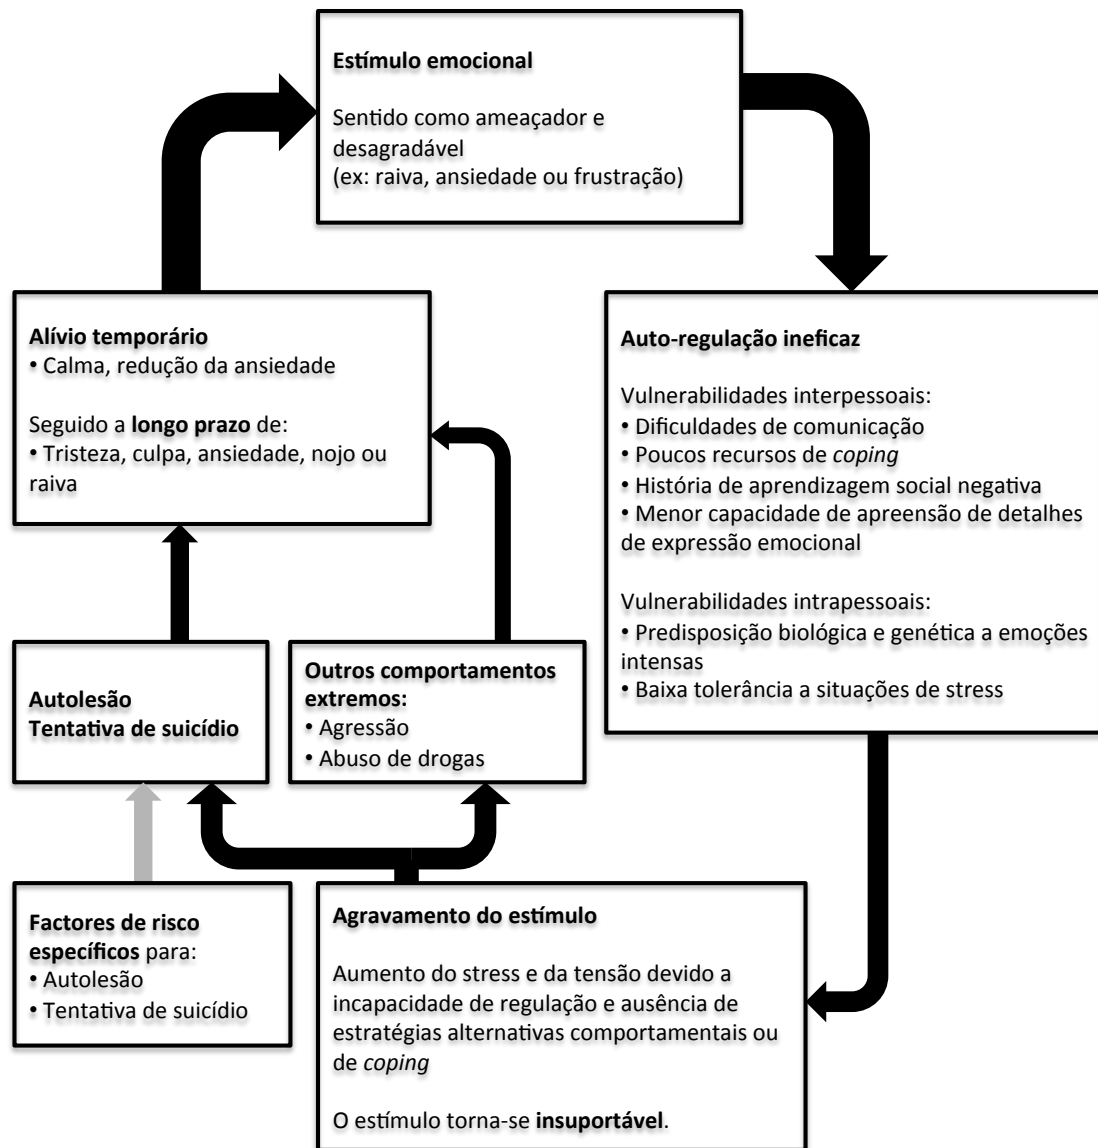 Estímulo emocional
Sentido como ameaçador e
desagradável
(ex: raiva, ansiedade ou frustração)
Alívio temporário
• Calma, redução da ansiedade
Seguido a longo prazo de:
• Tristeza, culpa, ansiedade, nojo ou
raiva
Auto-regulação ineficaz
Vulnerabilidades interpessoais:
• Dificuldades de comunicação
• Poucos recursos de coping
• História de aprendizagem social negativa
• Menor capacidade de apreensão de detalhes
de expressão emocional
Vulnerabilidades intrapessoais:
• Predisposição biológica e genética a emoções
intensas
• Baixa tolerância a situações de stress
Autolesão
Tentativa de suicídio
Outros comportamentos
extremos:
• Agressão
• Abuso de drogas
Factores de risco
específicos para:
• Autolesão
• Tentativa de suicídio
Agravamento do estímulo
Aumento do stress e da tensão devido a
incapacidade de regulação e ausência de
estratégias alternativas comportamentais ou
de coping
O estímulo torna-se insuportável.